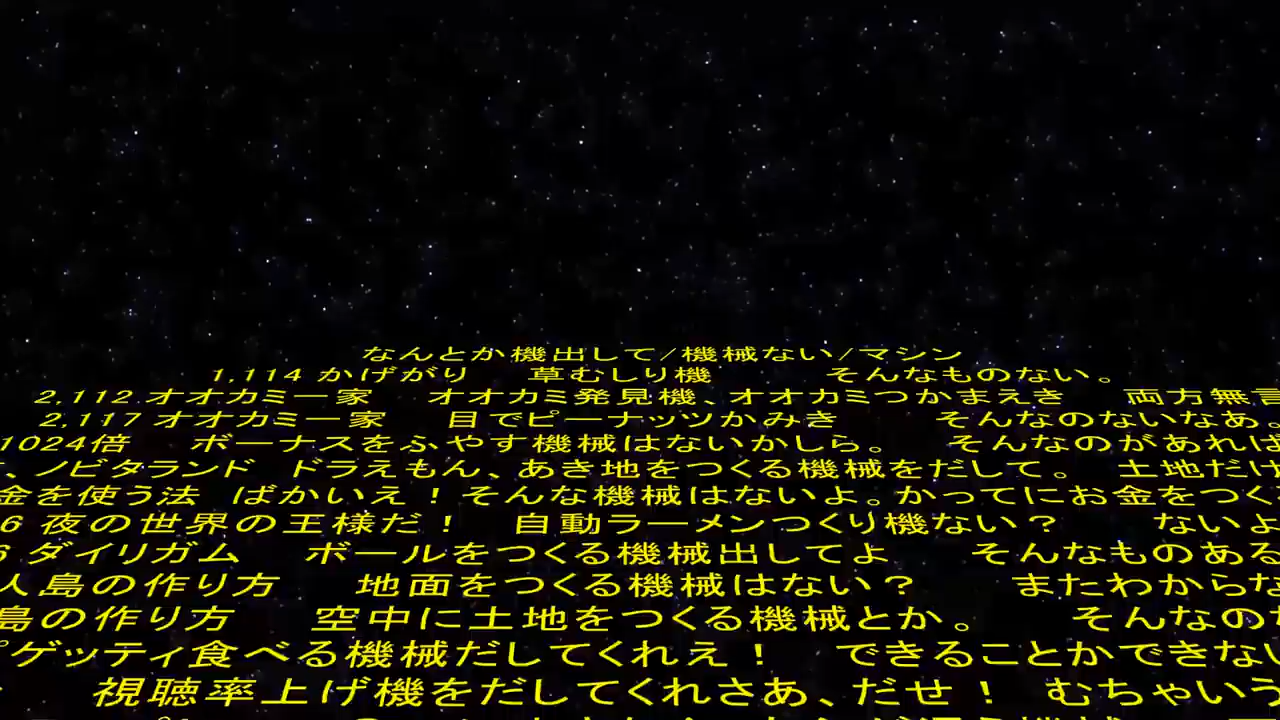 なんとか機出して/機械ない/マシン
1,114 かげがり 草むしり機 そんなものない。
2,112 オオカミ一家 オオカミ発見機、オオカミつかまえき 両方無言
2,117 オオカミ一家 目でピーナッツかみき そんなのないなあ。
1024倍 ボーナスをふやす機械はないかしら。 そんなのがあれば
、ノビタランド ドラえもん、あき地をつくる機械をだして。 土地だけ
金を使う法 ばかいえ！そんな機械はないよ。かってにお金をつく
6 夜の世界の王様だ！ 自動ラーメンつくり機ない？ ないよ
6 ダイリガム ボールをつくる機械出してよ そんなものある
人島の作り方 地面をつくる機械はない？ またわからな
島の作り方 空中に土地をつくる機械とか。 そんなの
ゲッティ食べる機械だしてくれえ！ できることかできない
視聴率上げ機をだしてくれさあ、だせ！ むちゃいう